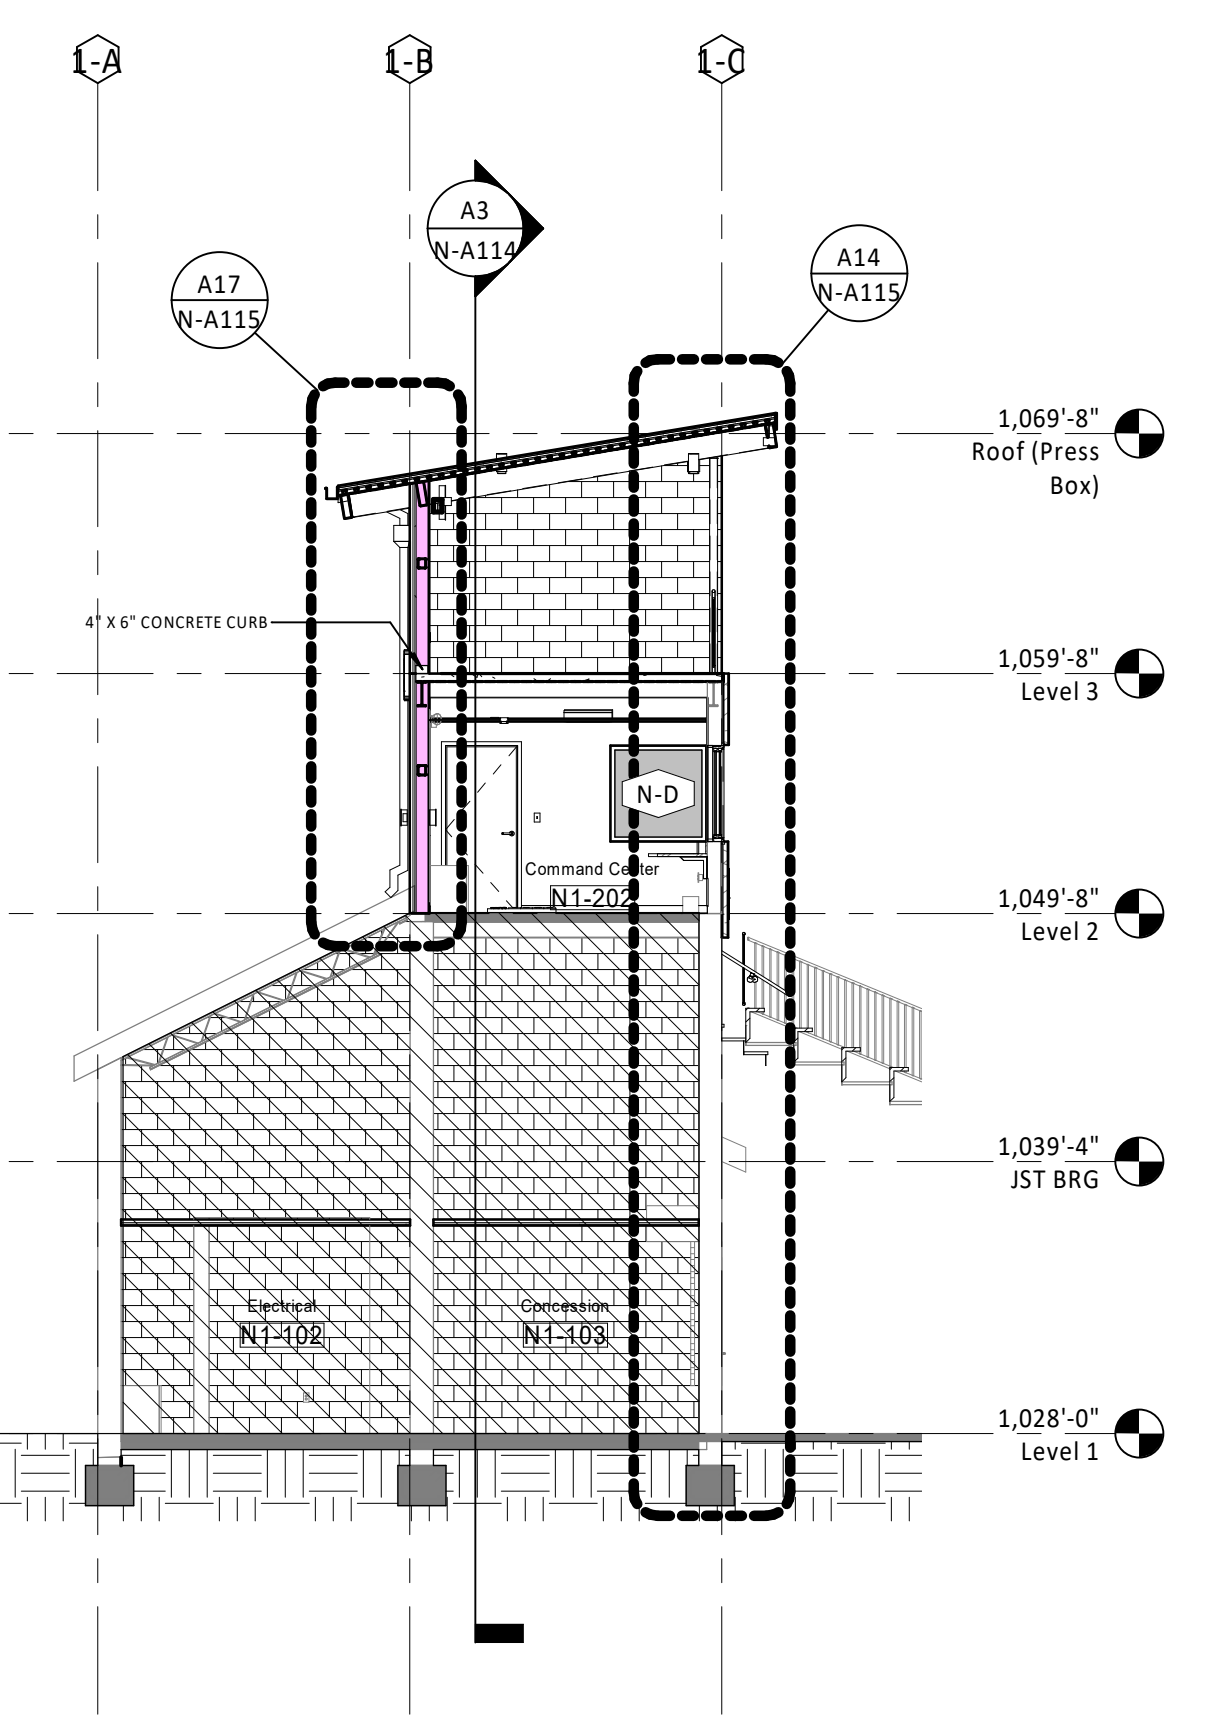 1-A
1-B
1-C
A3
N-A114
A17
N-A115
A14
N-A115
1,069'-8"
Roof (Press
Box)
4" X 6" CONCRETE CURB
1,059'-8"
Level 3
N-D
Command Center
N1-202
1,049'-8"
Level 2
1,039'-4"
JST BRG
Electrical
N1-102
Concession
N1-103
1,028'-0"
Level 1